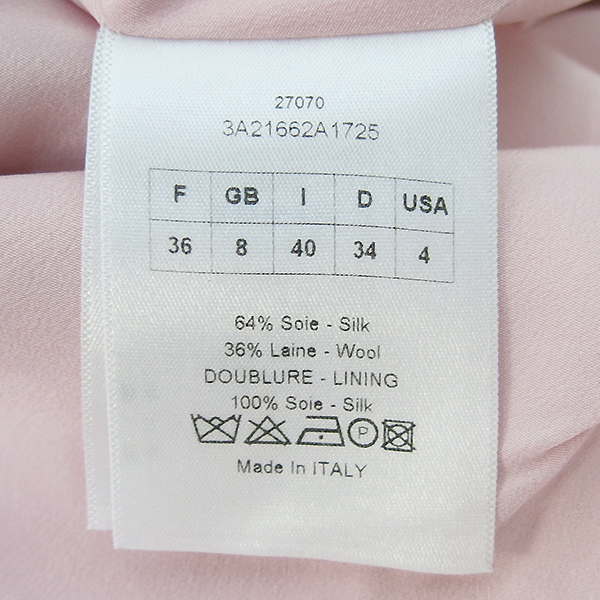 27070
3A21662A1725
F GB I D USA
36 8 40 34 4
64% Soie - Silk
36% Laine - Wool
DOUBLURE - LINING
100% Soie - Silk
P
Made In ITALY